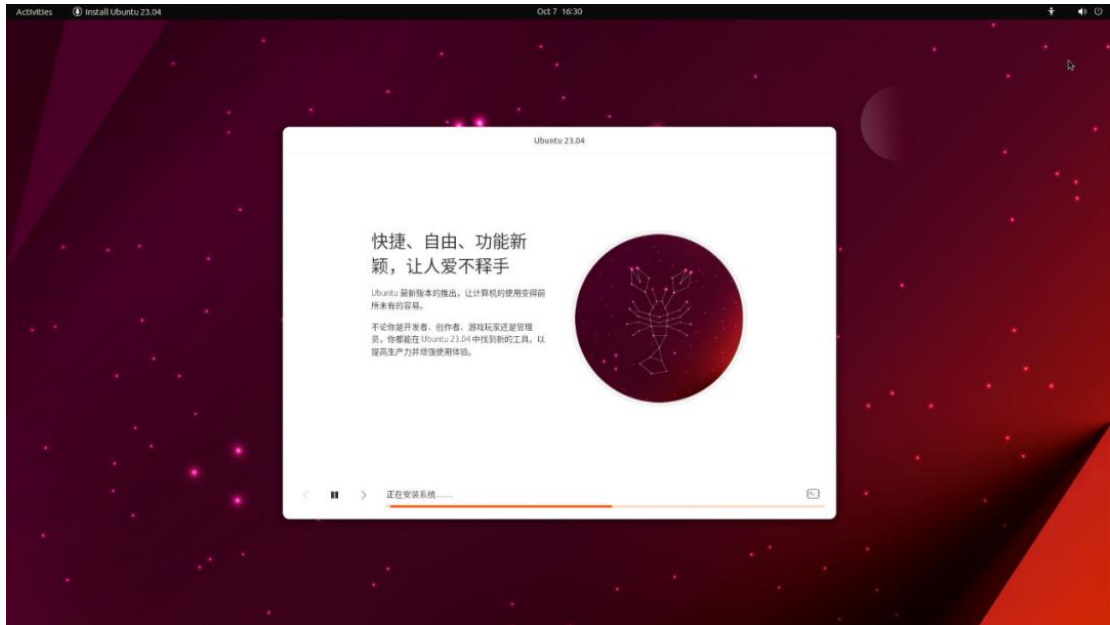 Activities Install Ubuntu 23.04 Oct 7 16:30
Ubuntu 23.04
快捷、自由、功能新
颖，让人爱不释手
Ubuntu 最新版本的推出，让计算机的使用变得前
所未有的容易。
不论你是开发者、创作者、游戏玩家还是管理
员，你都能在 Ubuntu 23.04 中找到新的工具，以
提高生产力并增强使用体验。
正在安装系统……